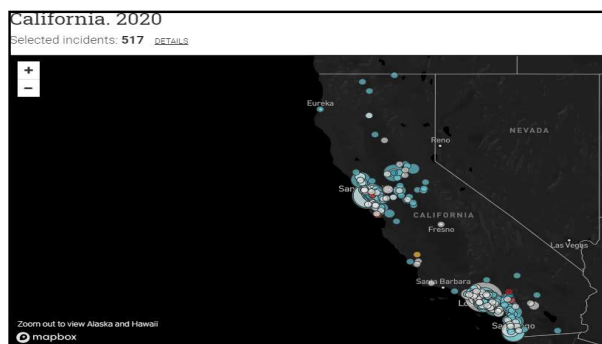 California. 2020
Selected incidents: 517 DETAILS
+
−
Eureka
Reno
NEVADA
San
CALIFORNIA
Fresno
Las Vegas
Santa Barbara
Zoom out to view Alaska and Hawaii
mapbox